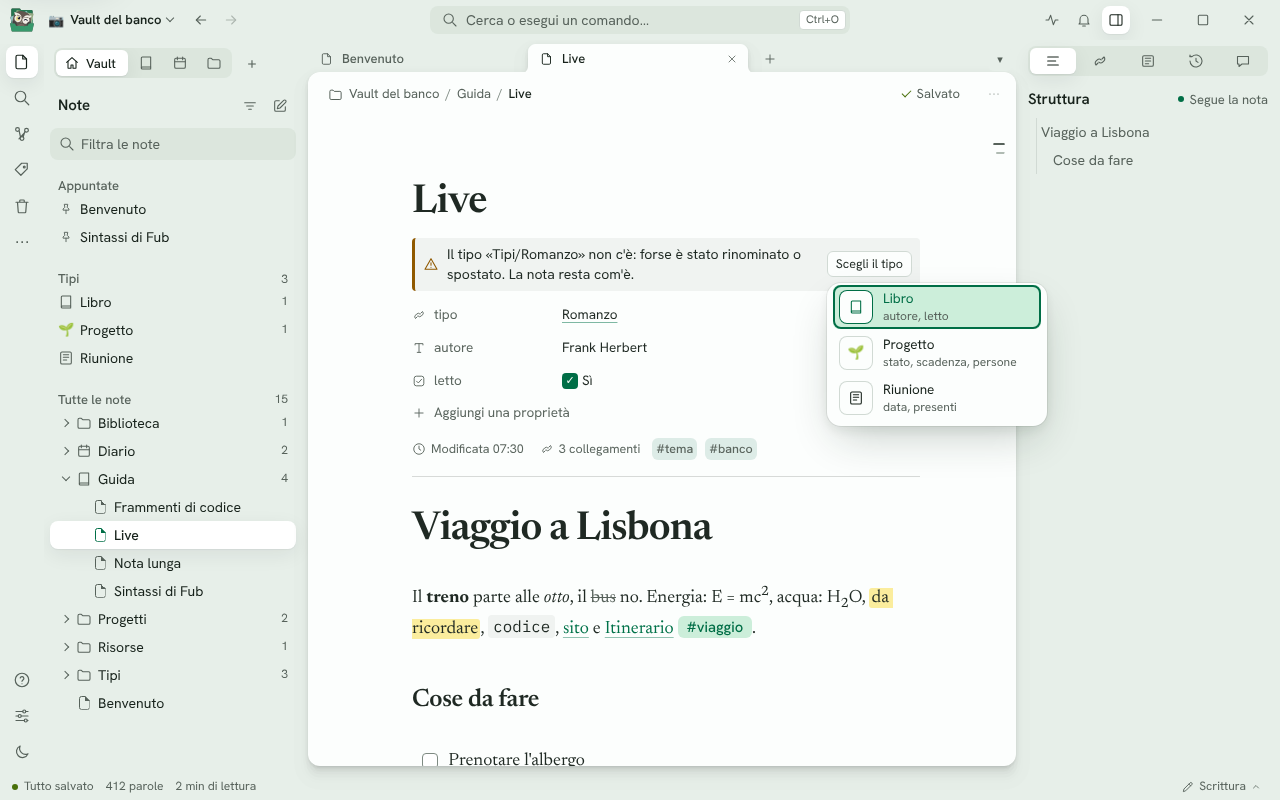 Vault del banco
Cerca o esegui un comando…
Ctrl+O
Vault
Benvenuto
Live
Note
Filtra le note
Appuntate
Benvenuto
Sintassi di Fub
Tipi 3
Libro 1
Progetto 1
Riunione
Tutte le note 15
Biblioteca 1
Diario 2
Guida 4
Frammenti di codice
Live
Nota lunga
Sintassi di Fub
Progetti 2
Risorse 1
Tipi 3
Benvenuto
Vault del banco / Guida / Live
Salvato
Live
Il tipo «Tipi/Romanzo» non c'è: forse è stato rinominato o
spostato. La nota resta com'è.
Scegli il tipo
tipo Romanzo
autore Frank Herbert
letto Sì
Aggiungi una proprietà
Modificata 07:30 3 collegamenti #tema #banco
Libro
autore, letto
Progetto
stato, scadenza, persone
Riunione
data, presenti
Viaggio a Lisbona
Il treno parte alle otto, il bus no. Energia: E = mc², acqua: H₂O, da
ricordare, codice, sito e Itinerario #viaggio.
Cose da fare
Prenotare l'albergo
Struttura
Segue la nota
Viaggio a Lisbona
Cose da fare
Tutto salvato 412 parole 2 min di lettura
Scrittura